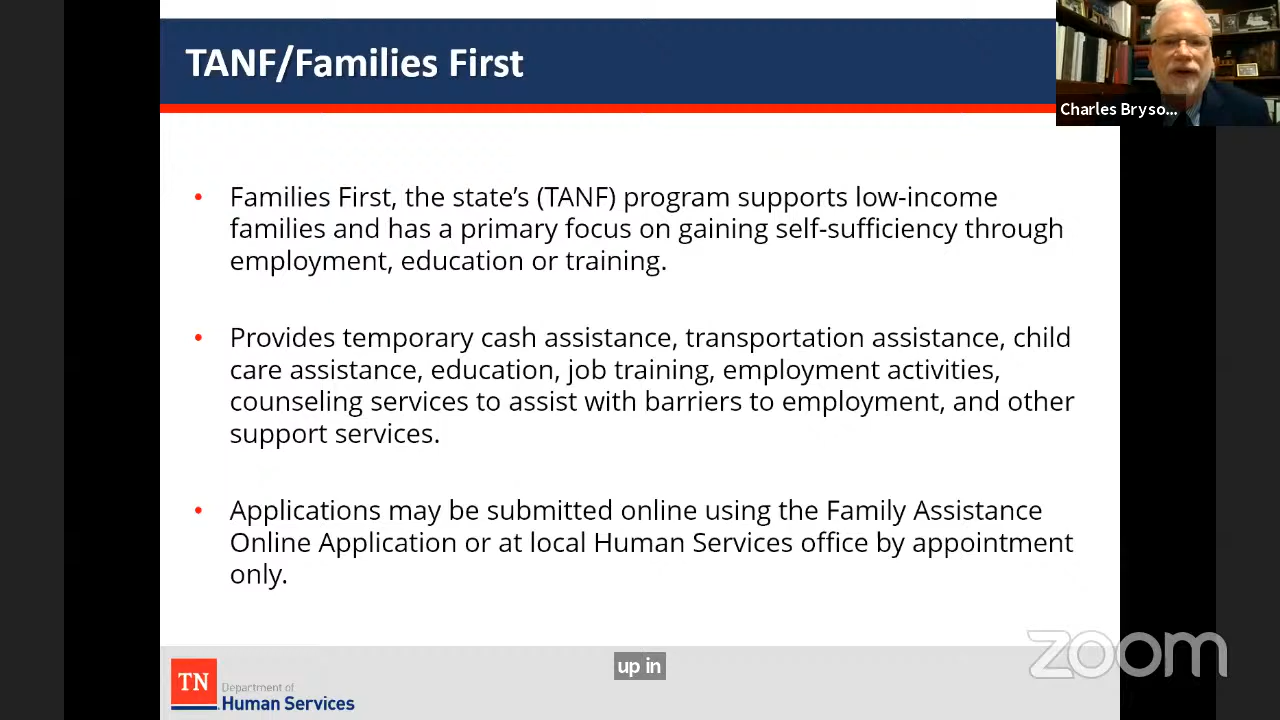 TANF/Families First
Charles Bryso...
• Families First, the state’s (TANF) program supports low-income
families and has a primary focus on gaining self-sufficiency through
employment, education or training.
• Provides temporary cash assistance, transportation assistance, child
care assistance, education, job training, employment activities,
counseling services to assist with barriers to employment, and other
support services.
• Applications may be submitted online using the Family Assistance
Online Application or at local Human Services office by appointment
only.
up in
zoom
TN
Department of
Human Services